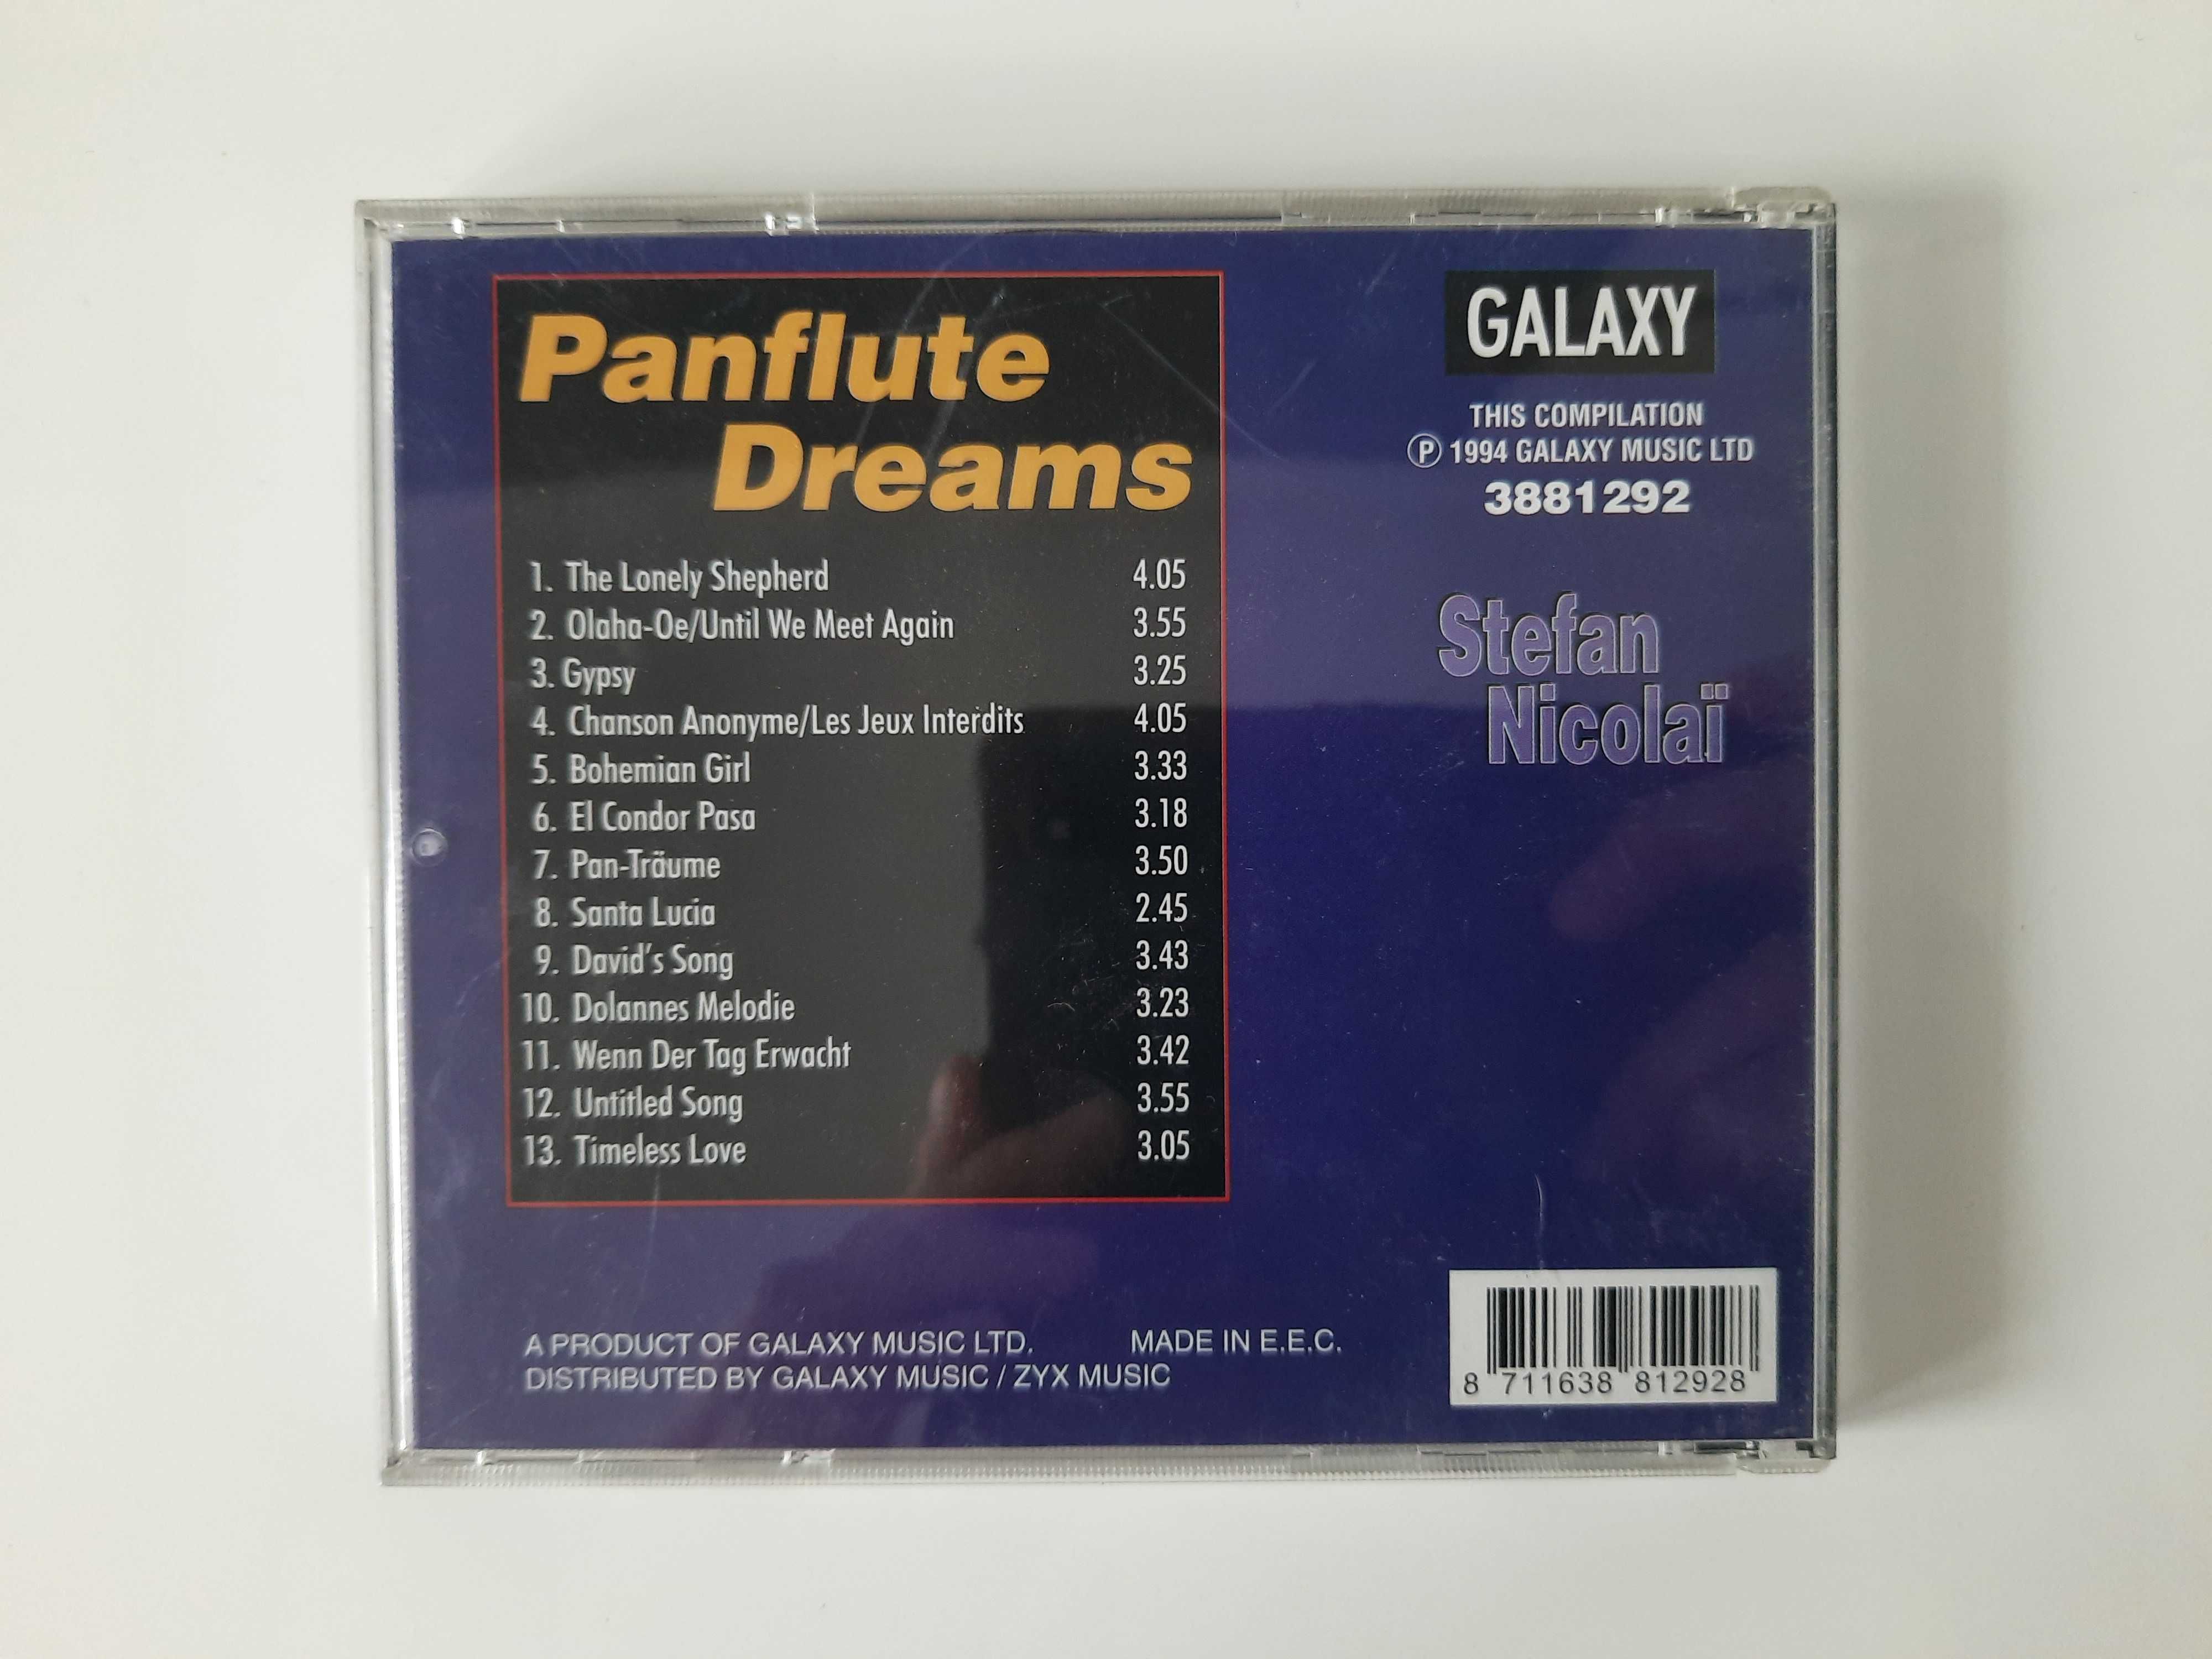 Panflute
Dreams
1. The Lonely Shepherd 4.05
2. Olaha-Oe/Until We Meet Again 3.55
3. Gypsy 3.25
4. Chanson Anonyme/Les Jeux Interdits 4.05
5. Bohemian Girl 3.33
6. El Condor Pasa 3.18
7. Pan-Träume 3.50
8. Santa Lucia 2.45
9. David's Song 3.43
10. Dolannes Melodie 3.23
11. Wenn Der Tag Erwacht 3.42
12. Untitled Song 3.55
13. Timeless Love 3.05
GALAXY
THIS COMPILATION
Ⓟ 1994 GALAXY MUSIC LTD
3881292
Stefan
Nicolaï
A PRODUCT OF GALAXY MUSIC LTD. MADE IN E.E.C.
DISTRIBUTED BY GALAXY MUSIC / ZYX MUSIC
8 711638 812928